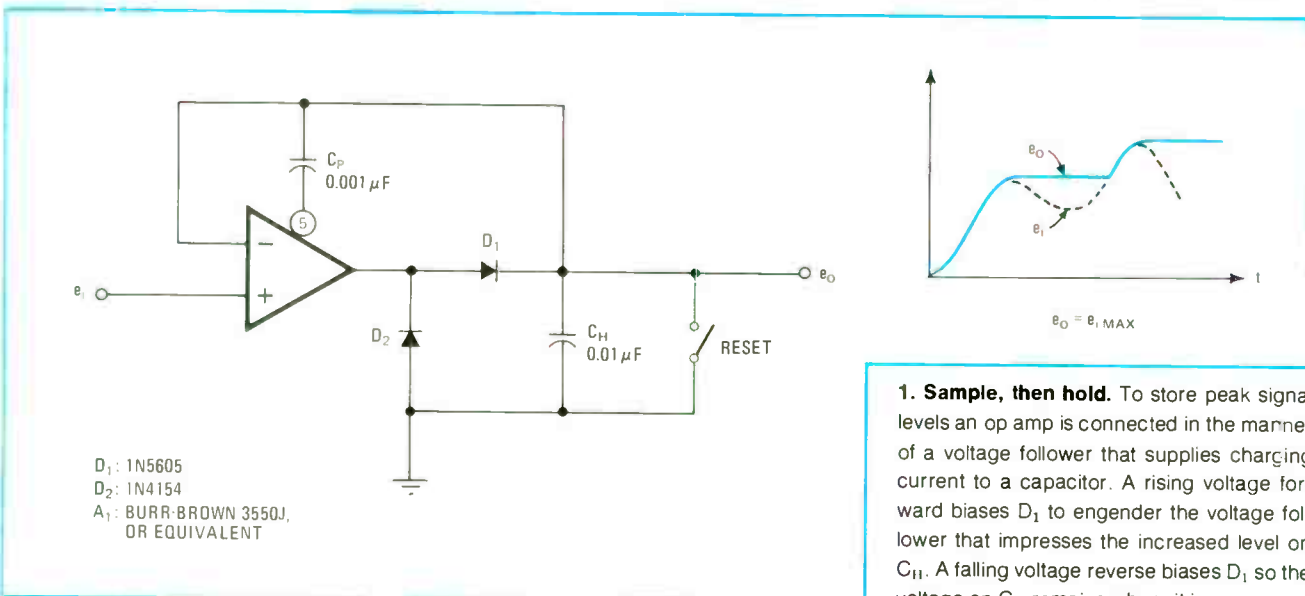 C_P
0.001 µF
5
−
+
e_i
D_1
D_2
C_H
0.01 µF
RESET
e_O
D_1: 1N5605
D_2: 1N4154
A_1: BURR-BROWN 3550J,
OR EQUIVALENT
e_O
e_i
t
e_O = e_i MAX
1. Sample, then hold. To store peak signa
levels an op amp is connected in the manne
of a voltage follower that supplies charging
current to a capacitor. A rising voltage for-
ward biases D_1 to engender the voltage fol-
lower that impresses the increased level on
C_H. A falling voltage reverse biases D_1 so the